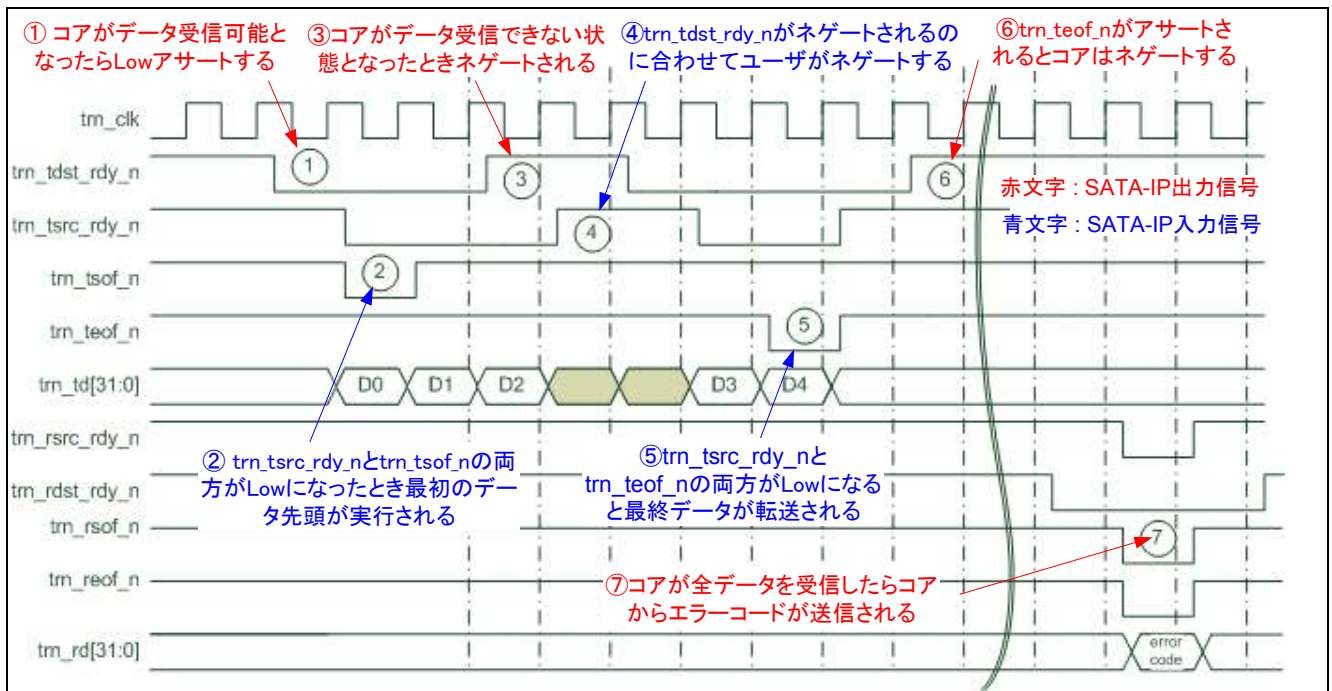 ① コアがデータ受信可能と
なったらLowアサートする
③コアがデータ受信できない状
態となったときネゲートされる
④trn_tdst_rdy_nがネゲートされるの
に合わせてユーザがネゲートする
⑥trn_teof_nがアサートさ
れるとコアはネゲートする
trn_clk
trn_tdst_rdy_n
1
3
6
赤文字 : SATA-IP出力信号
trn_tsrc_rdy_n
4
青文字 : SATA-IP入力信号
trn_tsof_n
2
trn_teof_n
5
trn_td[31:0]
D0
D1
D2
D3
D4
trn_rsrc_rdy_n
② trn_tsrc_rdy_nとtrn_tsof_nの両
方がLowになったとき最初のデー
タ先頭が実行される
⑤trn_tsrc_rdy_nと
trn_teof_nの両方がLowになる
と最終データが転送される
trn_rdst_rdy_n
trn_rsof_n
7
trn_reof_n
⑦コアが全データを受信したらコア
からエラーコードが送信される
trn_rd[31:0]
error
code